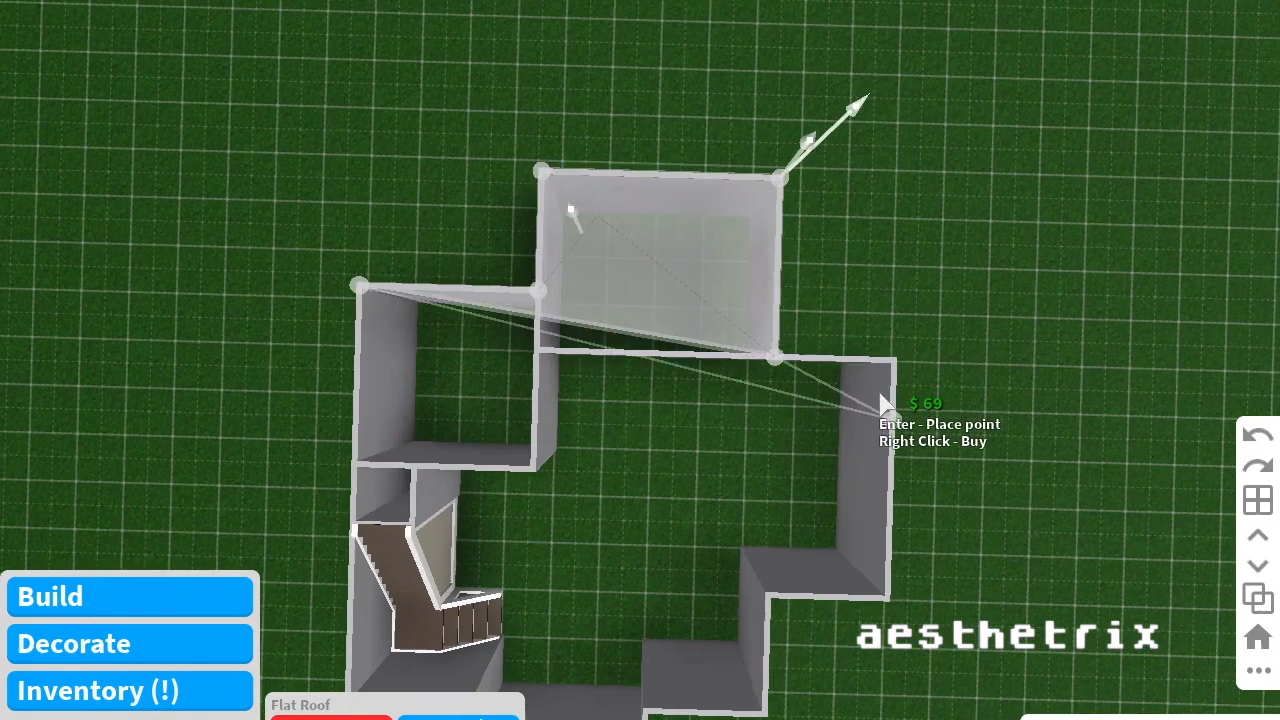 $ 69
Enter - Place point
Right Click - Buy
Build
Decorate
Inventory (!)
aesthetrix
Flat Roof